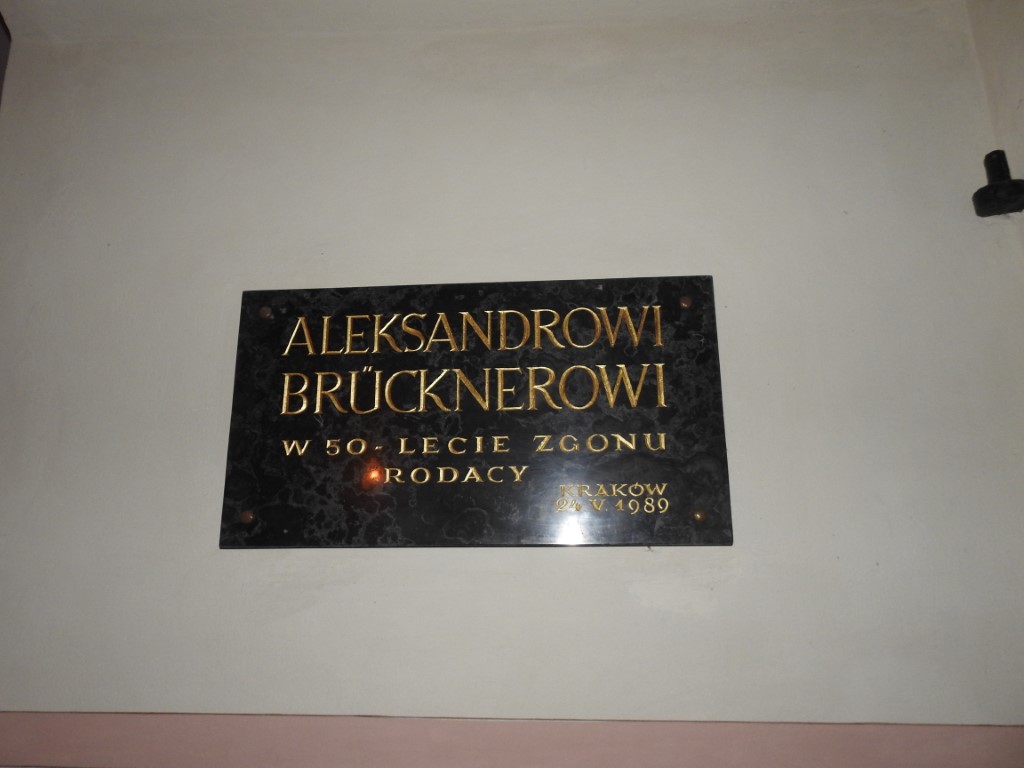 ALEKSANDROWI
BRÜCKNEROWI
W 50-LECIE ZGONU
RODACY
KRAKÓW
24 V. 1989